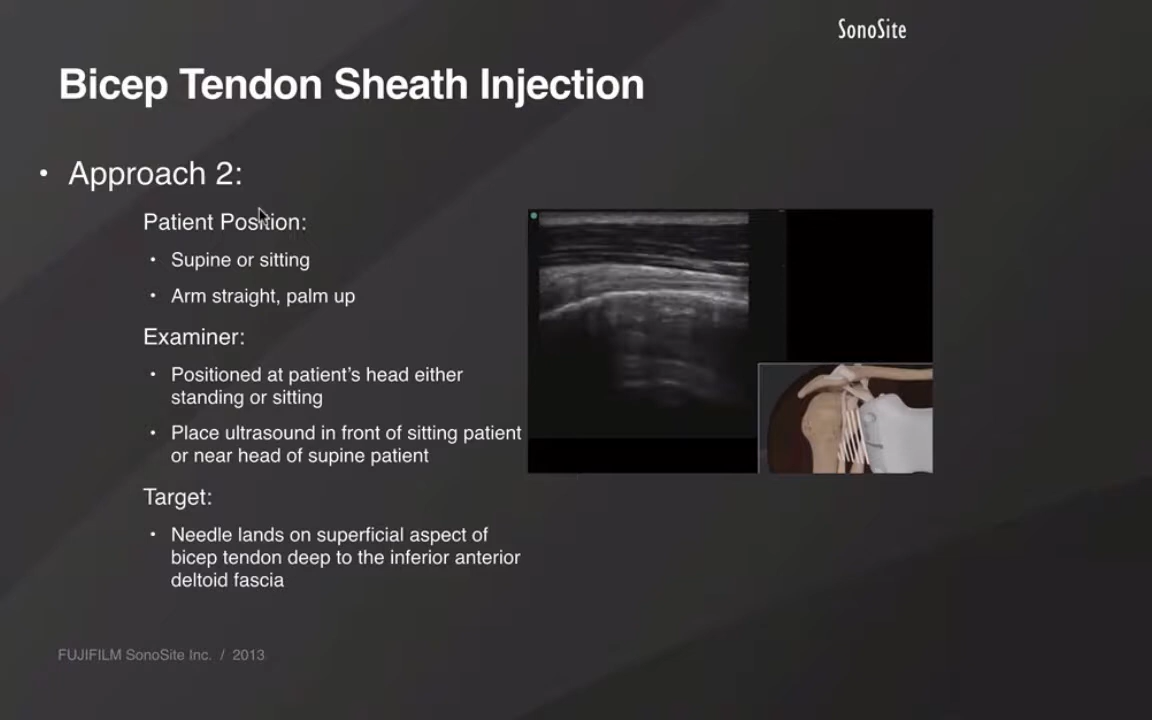 SonoSite
Bicep Tendon Sheath Injection
• Approach 2:
Patient Position:
• Supine or sitting
• Arm straight, palm up
Examiner:
• Positioned at patient's head either
standing or sitting
• Place ultrasound in front of sitting patient
or near head of supine patient
Target:
• Needle lands on superficial aspect of
bicep tendon deep to the inferior anterior
deltoid fascia
FUJIFILM SonoSite Inc. / 2013